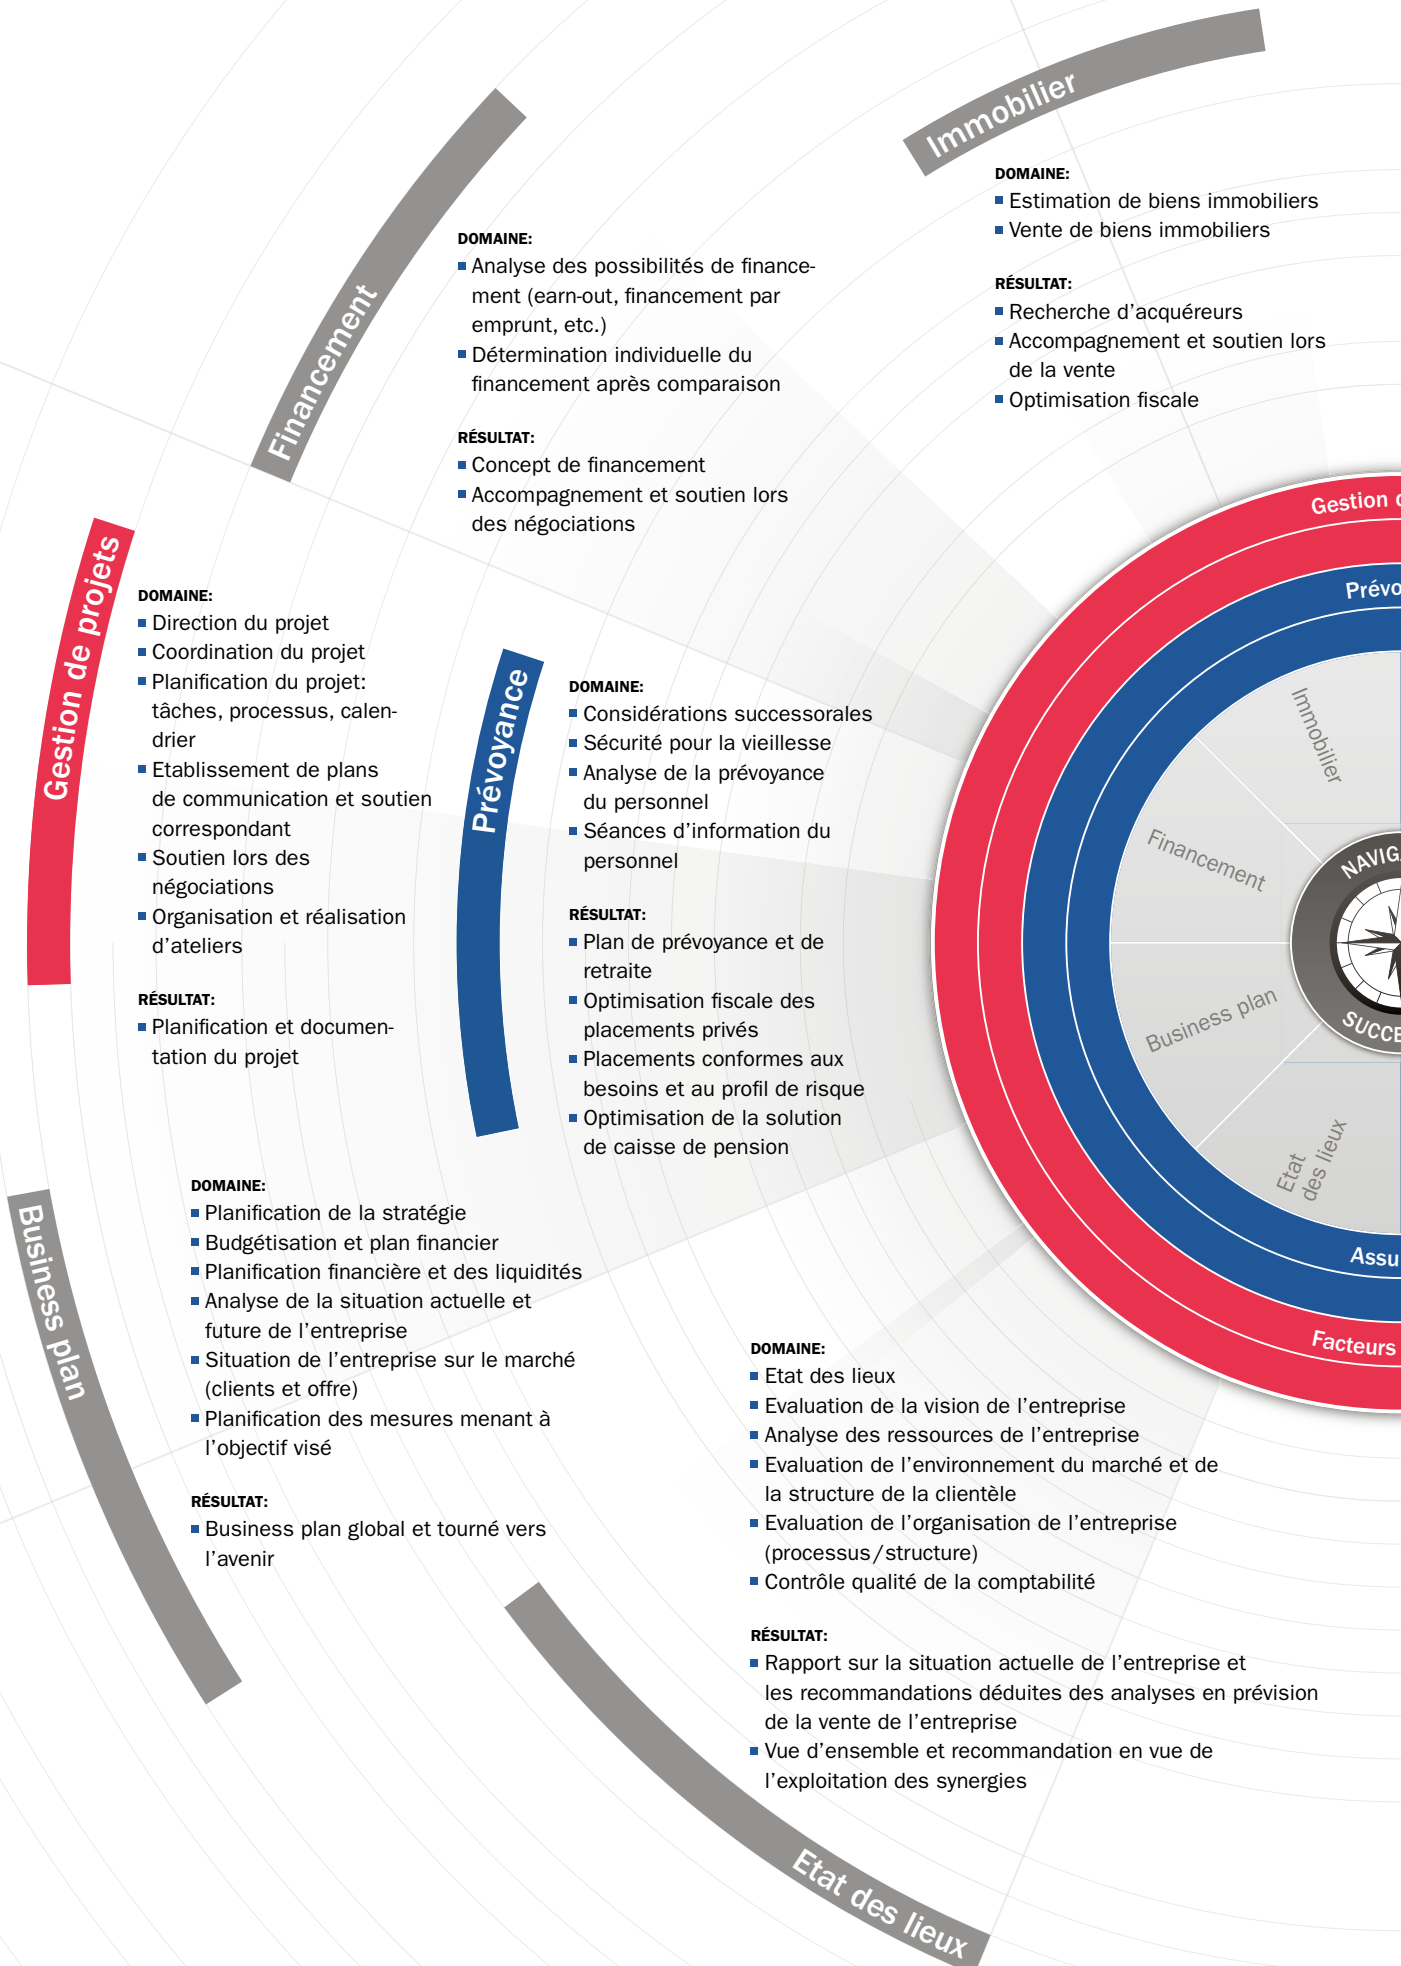 Immobilier
DOMAINE:
Estimation de biens immobiliers
Vente de biens immobiliers
RÉSULTAT:
Recherche d’acquéreurs
Accompagnement et soutien lors
de la vente
Optimisation fiscale
Financement
DOMAINE:
Analyse des possibilités de finance-
ment (earn-out, financement par
emprunt, etc.)
Détermination individuelle du
financement après comparaison
RÉSULTAT:
Concept de financement
Accompagnement et soutien lors
des négociations
Gestion de projets
DOMAINE:
Direction du projet
Coordination du projet
Planification du projet:
tâches, processus, calen-
drier
Etablissement de plans
de communication et soutien
correspondant
Soutien lors des
négociations
Organisation et réalisation
d’ateliers
RÉSULTAT:
Planification et documen-
tation du projet
Prévoyance
DOMAINE:
Considérations successorales
Sécurité pour la vieillesse
Analyse de la prévoyance
du personnel
Séances d’information du
personnel
RÉSULTAT:
Plan de prévoyance et de
retraite
Optimisation fiscale des
placements privés
Placements conformes aux
besoins et au profil de risque
Optimisation de la solution
de caisse de pension
Business plan
DOMAINE:
Planification de la stratégie
Budgétisation et plan financier
Planification financière et des liquidités
Analyse de la situation actuelle et
future de l’entreprise
Situation de l’entreprise sur le marché
(clients et offre)
Planification des mesures menant à
l’objectif visé
RÉSULTAT:
Business plan global et tourné vers
l’avenir
Etat des lieux
DOMAINE:
Etat des lieux
Evaluation de la vision de l’entreprise
Analyse des ressources de l’entreprise
Evaluation de l’environnement du marché et de
la structure de la clientèle
Evaluation de l’organisation de l’entreprise
(processus/structure)
Contrôle qualité de la comptabilité
RÉSULTAT:
Rapport sur la situation actuelle de l’entreprise et
les recommandations déduites des analyses en prévision
de la vente de l’entreprise
Vue d’ensemble et recommandation en vue de
l’exploitation des synergies
Gestion
Prévo
Immobilier
Financement
NAVIG
Business plan
SUCCE
Etat
des lieux
Assu
Facteurs